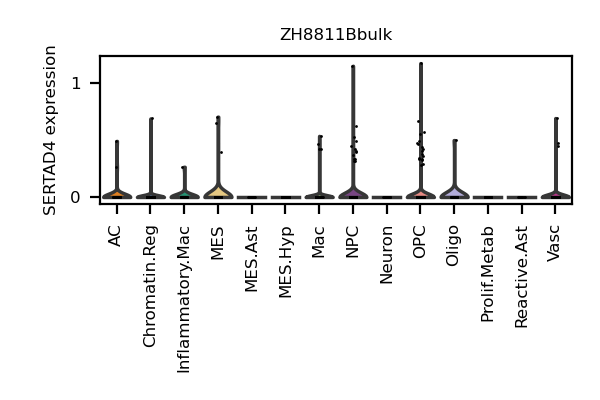 ZH8811Bbulk
SERTAD4 expression
1
0
AC
Chromatin.Reg
Inflammatory.Mac
MES
MES.Ast
MES.Hyp
Mac
NPC
Neuron
OPC
Oligo
Prolif.Metab
Reactive.Ast
Vasc